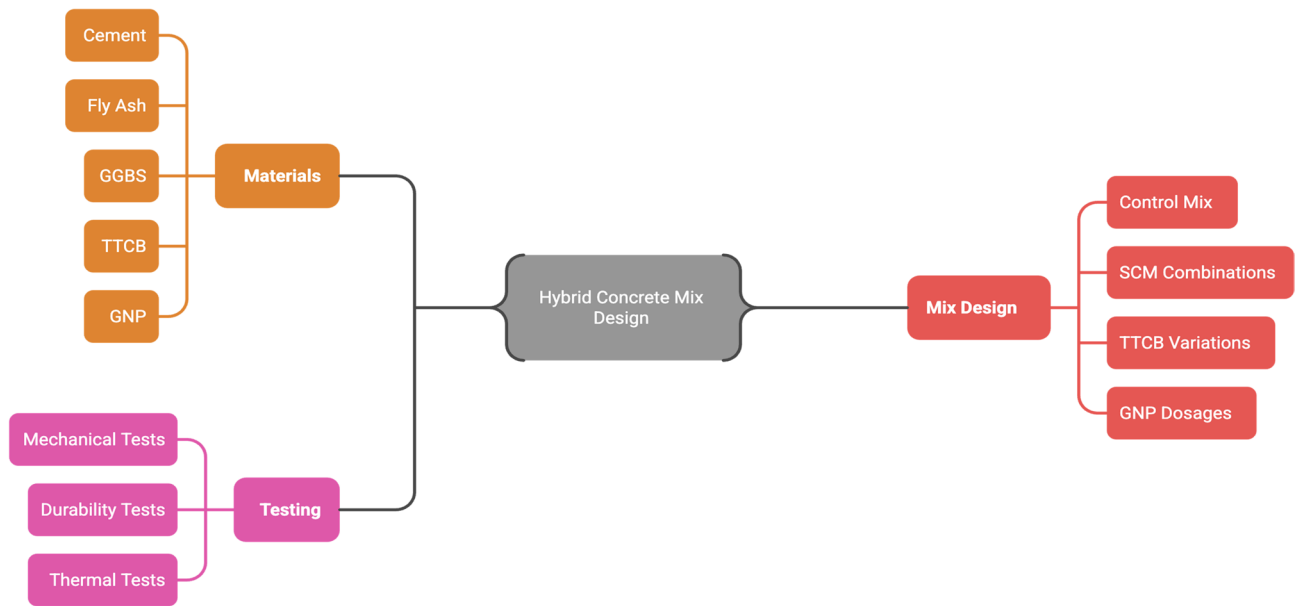 Cement
Fly Ash
GGBS
TTCB
GNP
Materials
Mechanical Tests
Durability Tests
Thermal Tests
Testing
Hybrid Concrete Mix
Design
Mix Design
Control Mix
SCM Combinations
TTCB Variations
GNP Dosages